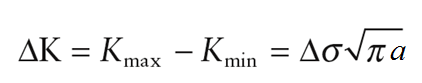 ΔK = K_max − K_min = Δσ√πa